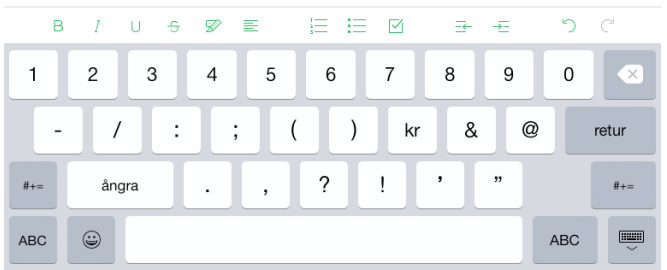 B I U S
1 2 3 4 5 6 7 8 9 0
- / : ; ( ) kr & @ retur
#+= ångra . , ? ! ’ ” #+=
ABC ABC